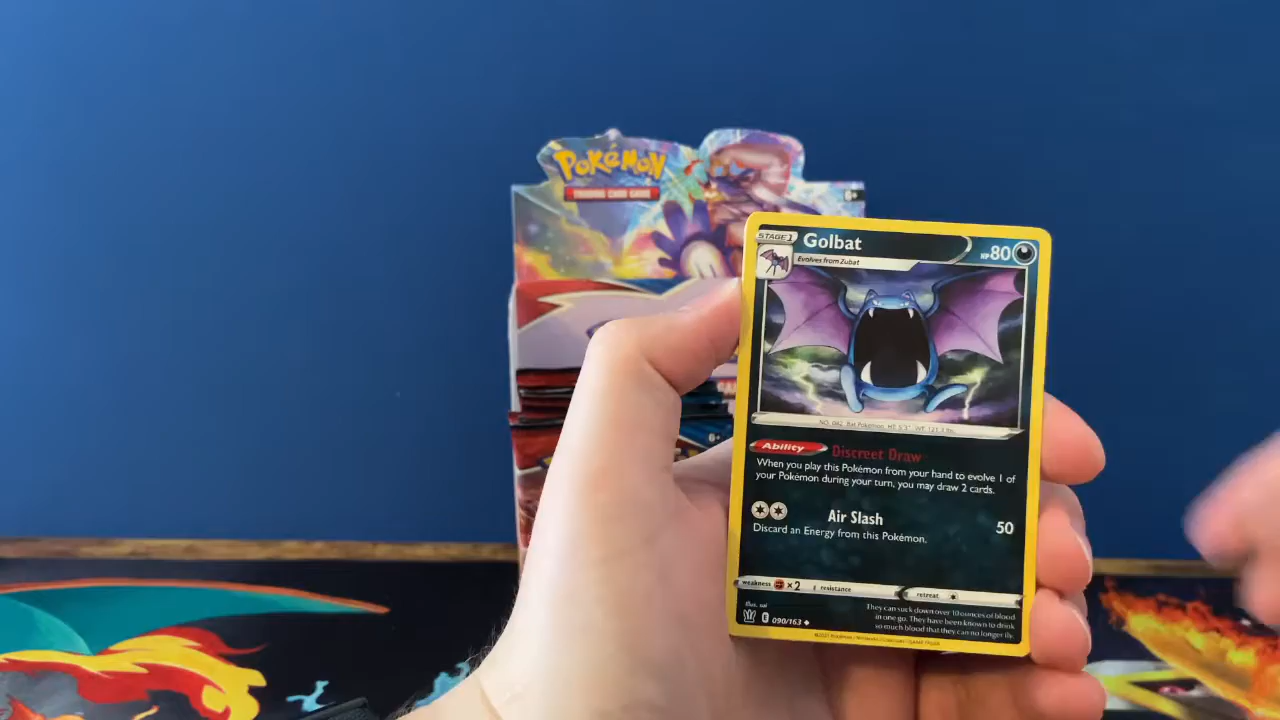 POKéMON
TRADING CARD GAME
6+
STAGE 1
Golbat
HP 80
Evolves from Zubat
NO. 042 Bat Pokémon HT: 5'3" WT: 121.3 lbs.
Ability
Discreet Draw
When you play this Pokémon from your hand to evolve 1 of
your Pokémon during your turn, you may draw 2 cards.
Air Slash
50
Discard an Energy from this Pokémon.
weakness ×2 resistance retreat
They can suck down over 10 ounces of blood
in one go. They have been known to drink
so much blood that they can no longer fly.
Illus. sui
E 090/163